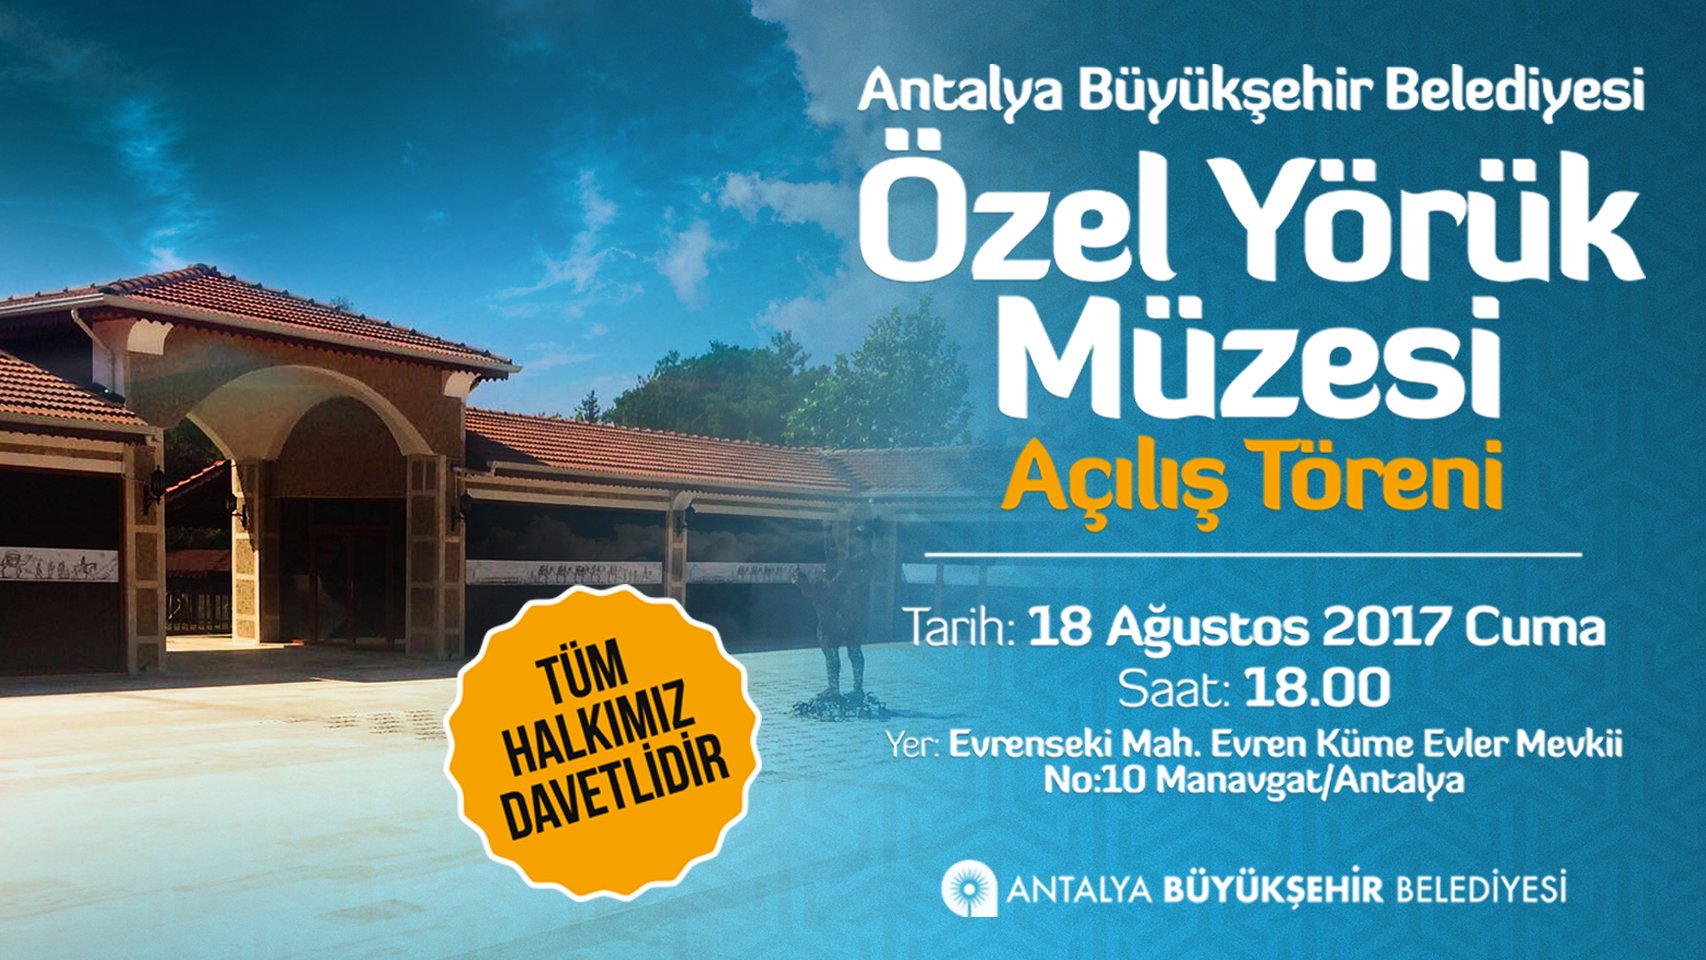 Antalya Büyükşehir Belediyesi
Özel Yörük
Müzesi
Açılış Töreni
Tarih: 18 Ağustos 2017 Cuma
Saat: 18.00
Yer: Evrenseki Mah. Evren Küme Evler Mevkii
No:10 Manavgat/Antalya
TÜM
HALKIMIZ
DAVETLİDİR
ANTALYA BÜYÜKŞEHİR BELEDİYESİ